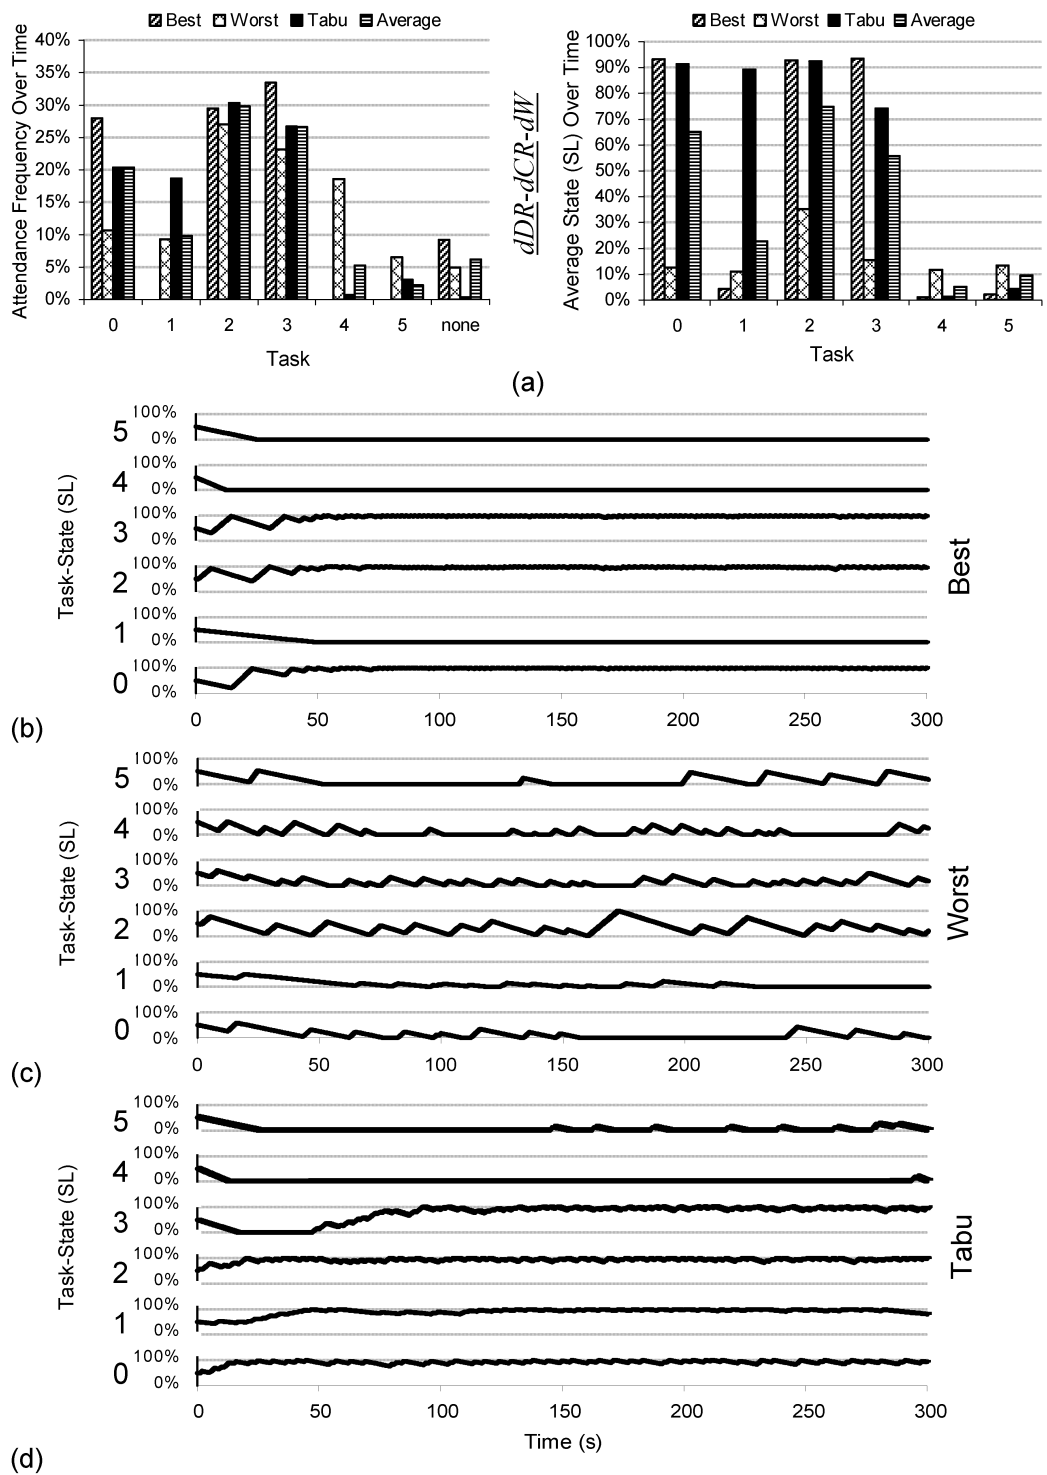 Best Worst Tabu Average
Attendance Frequency Over Time
40%
35%
30%
25%
20%
15%
10%
5%
0%
0 1 2 3 4 5 none
Task
dDR-dCR-dW
Best Worst Tabu Average
Average State (SL) Over Time
100%
90%
80%
70%
60%
50%
40%
30%
20%
10%
0%
0 1 2 3 4 5
Task
(a)
Task-State (SL)
5 100% 0%
4 100% 0%
3 100% 0%
2 100% 0%
1 100% 0%
0 100% 0%
Best
0 50 100 150 200 250 300
(b)
Task-State (SL)
5 100% 0%
4 100% 0%
3 100% 0%
2 100% 0%
1 100% 0%
0 100% 0%
Worst
0 50 100 150 200 250 300
(c)
Task-State (SL)
5 100% 0%
4 100% 0%
3 100% 0%
2 100% 0%
1 100% 0%
0 100% 0%
Tabu
0 50 100 150 200 250 300
Time (s)
(d)